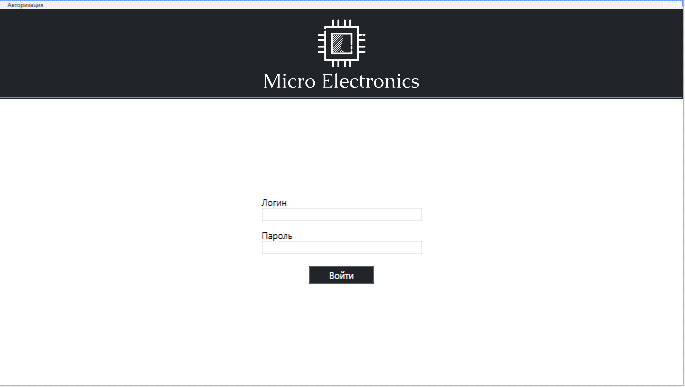 Авторизация
Micro Electronics
Логин
Пароль
Войти